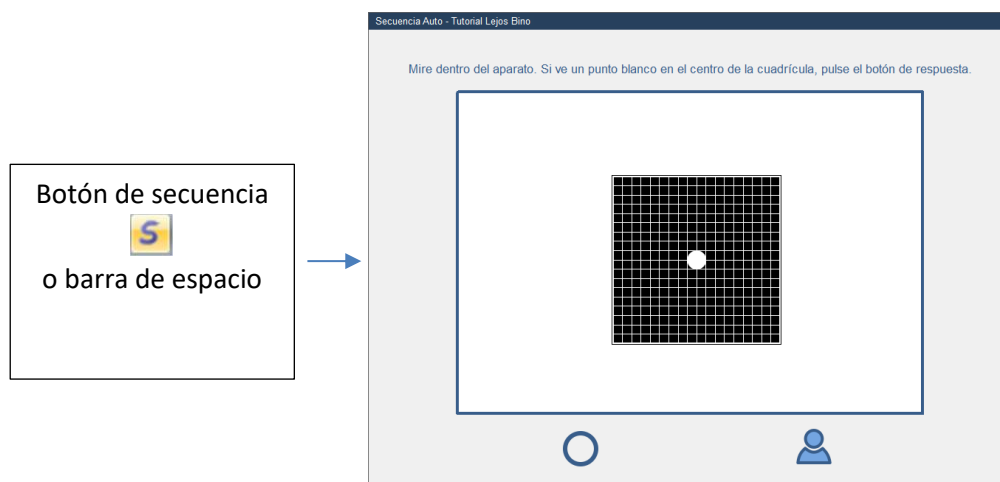 Secuencia Auto - Tutorial Lejos Bino
Mire dentro del aparato. Si ve un punto blanco en el centro de la cuadrícula, pulse el botón de respuesta.
Botón de secuencia
S
o barra de espacio